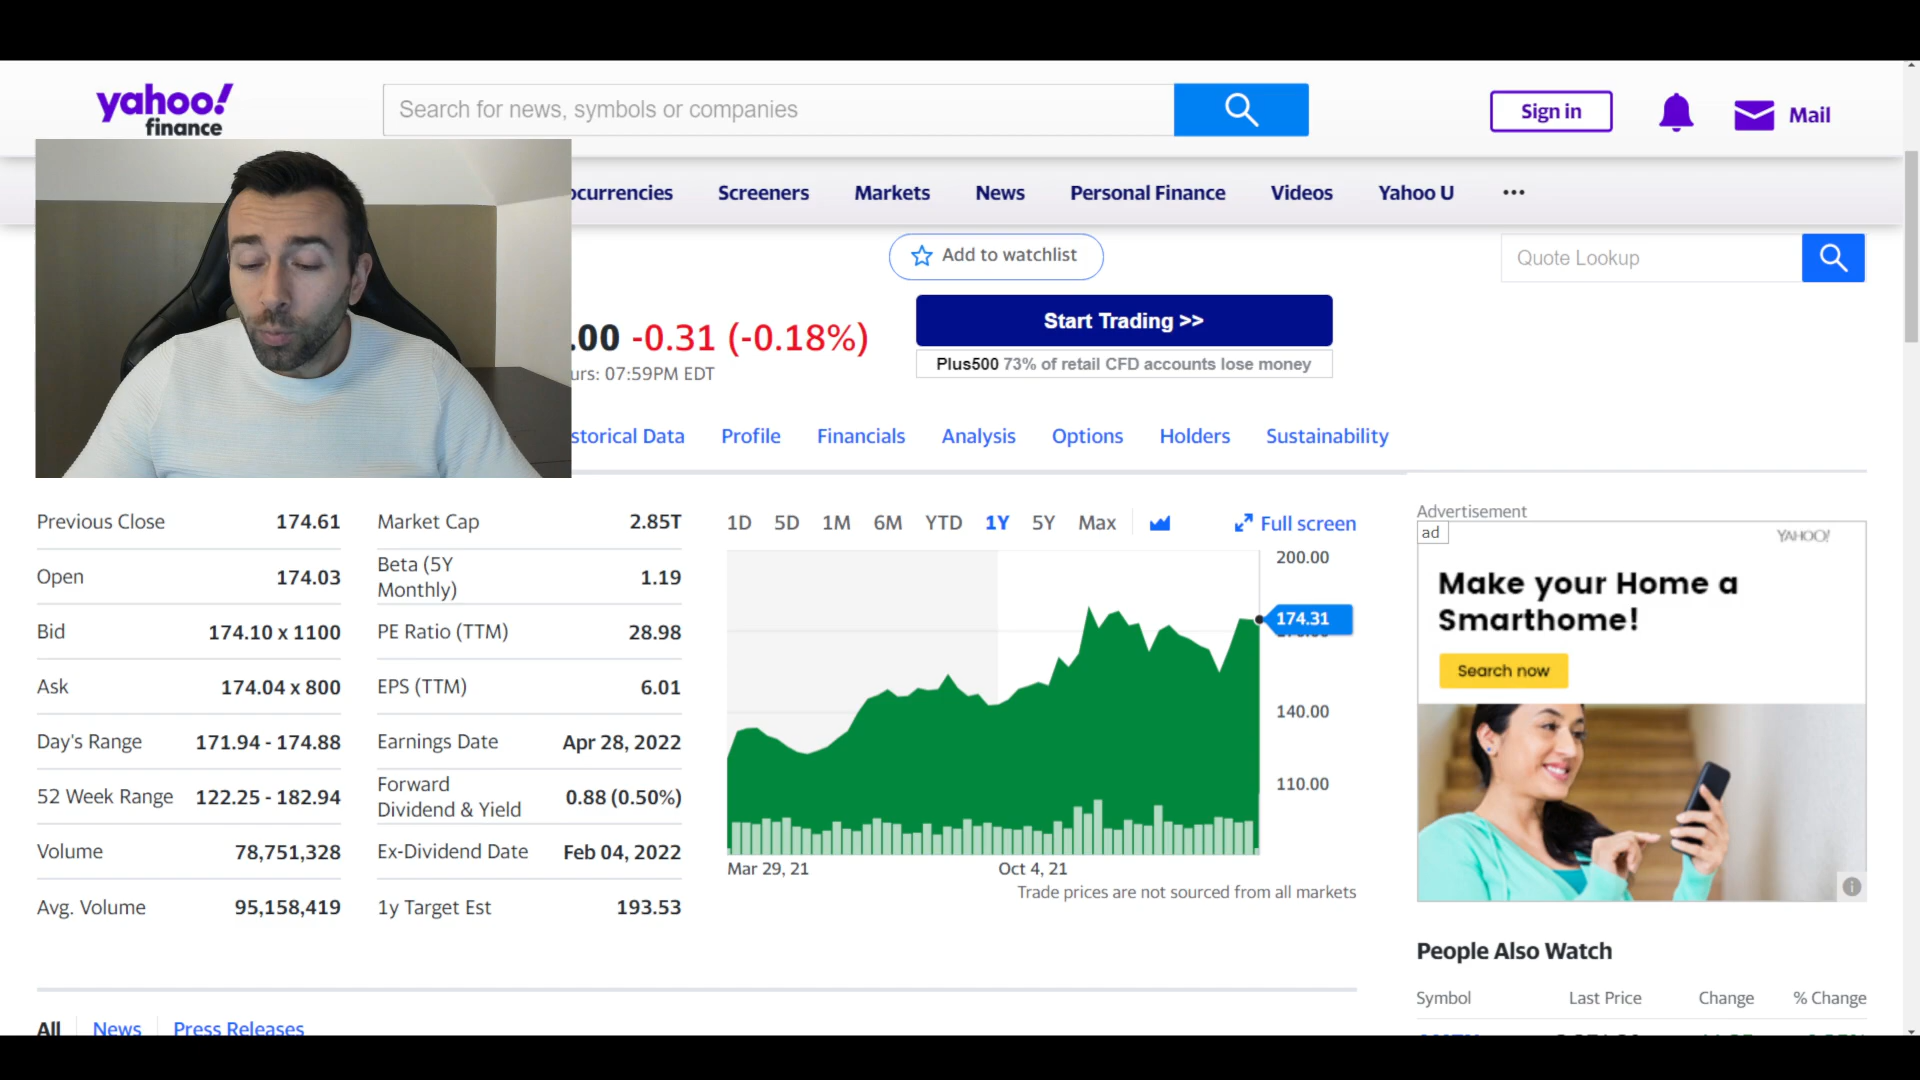 yahoo!
finance
Search for news, symbols or companies
Sign in
Mail
ocurrencies Screeners Markets News Personal Finance Videos Yahoo U ...
Add to watchlist
Quote Lookup
.00 -0.31 (-0.18%)
urs: 07:59PM EDT
Start Trading >>
Plus500 73% of retail CFD accounts lose money
storical Data Profile Financials Analysis Options Holders Sustainability
Previous Close 174.61
Open 174.03
Bid 174.10 x 1100
Ask 174.04 x 800
Day's Range 171.94 - 174.88
52 Week Range 122.25 - 182.94
Volume 78,751,328
Avg. Volume 95,158,419
Market Cap 2.85T
Beta (5Y
Monthly) 1.19
PE Ratio (TTM) 28.98
EPS (TTM) 6.01
Earnings Date Apr 28, 2022
Forward
Dividend & Yield 0.88 (0.50%)
Ex-Dividend Date Feb 04, 2022
1y Target Est 193.53
1D 5D 1M 6M YTD 1Y 5Y Max Full screen
200.00
174.31
140.00
110.00
Mar 29, 21 Oct 4, 21
Trade prices are not sourced from all markets
Advertisement
ad
YAHOO!
Make your Home a
Smarthome!
Search now
People Also Watch
Symbol Last Price Change % Change
All News Press Releases